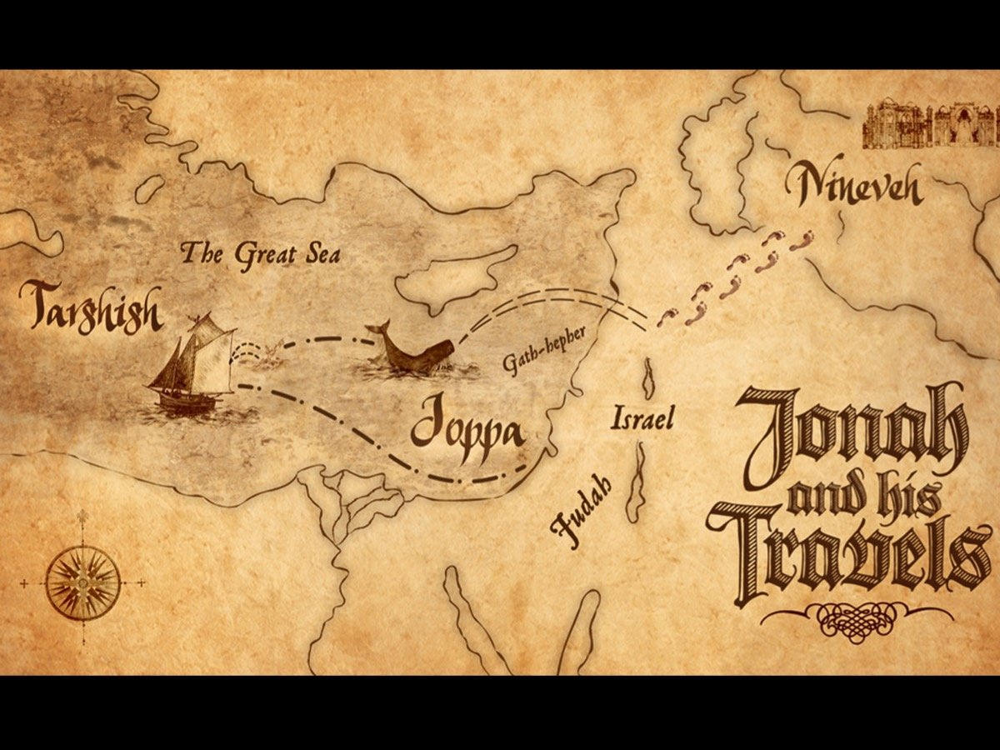 Nineveh
The Great Sea
Tarshish
Gath-hepher
Joppa
Israel
Judah
Jonah
and his
Travels